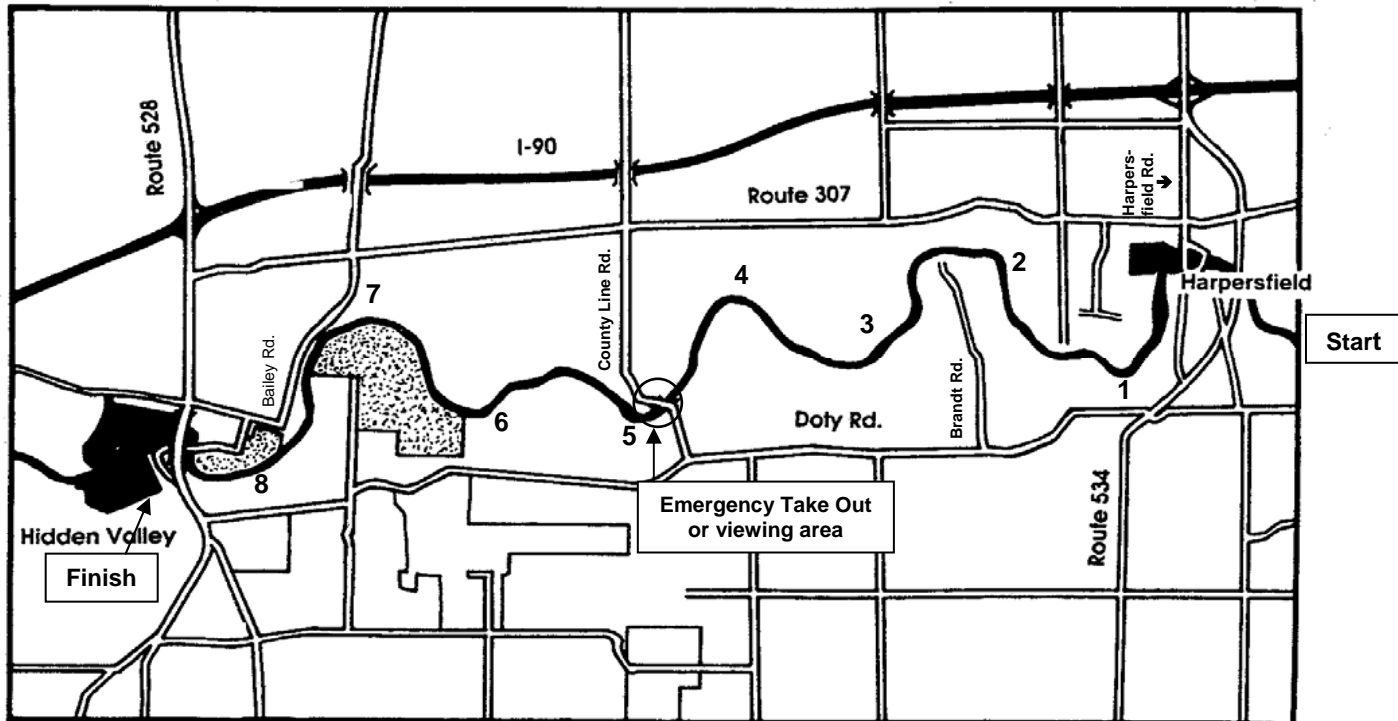 Route 528
I-90
Route 307
Harpers-
field Rd.
County Line Rd.
2
4
7
Harpersfield
3
Start
Bailey Rd.
1
Brandt Rd.
6
5
Doty Rd.
8
Emergency Take Out
or viewing area
Route 534
Hidden Valley
Finish